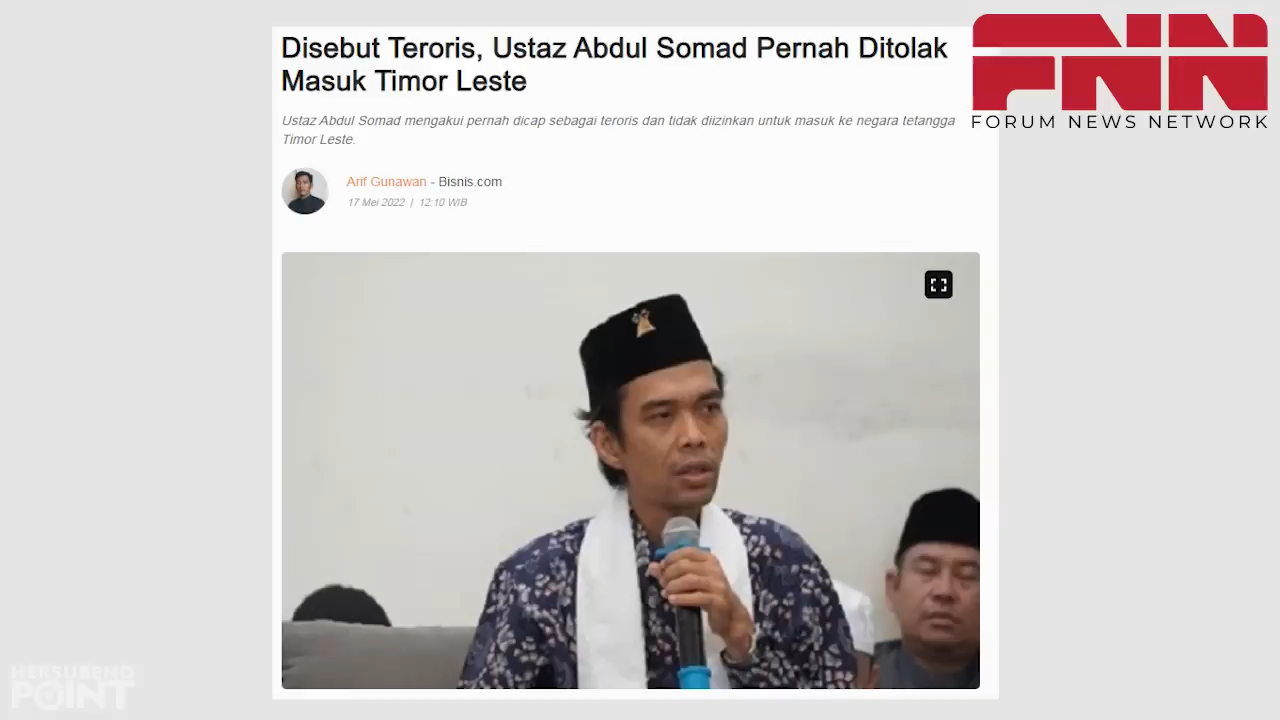 Disebut Teroris, Ustaz Abdul Somad Pernah Ditolak
Masuk Timor Leste
Ustaz Abdul Somad mengakui pernah dicap sebagai teroris dan tidak diizinkan untuk masuk ke negara tetangga
Timor Leste.
Arif Gunawan - Bisnis.com
17 Mei 2022 | 12:10 WIB
FNN
FORUM NEWS NETWORK
HERSUBENO
POINT